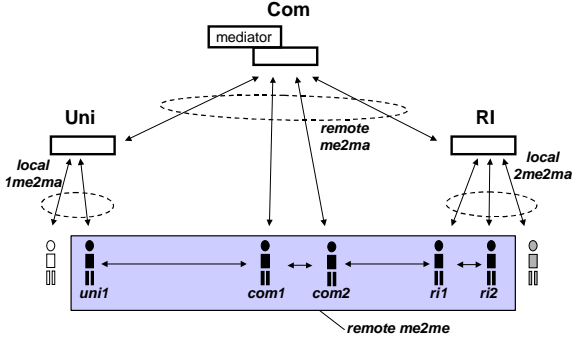 Com
mediator
Uni
RI
remote
me2ma
local
1me2ma
local
2me2ma
uni1
com1
com2
ri1
ri2
remote me2me